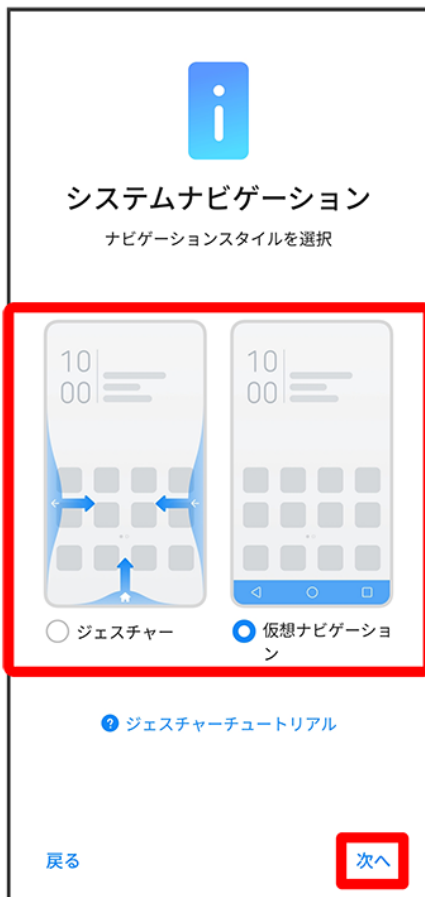 システムナビゲーション
ナビゲーションスタイルを選択
10
00
10
00
ジェスチャー
仮想ナビゲーショ
ン
? ジェスチャーチュートリアル
戻る
次へ